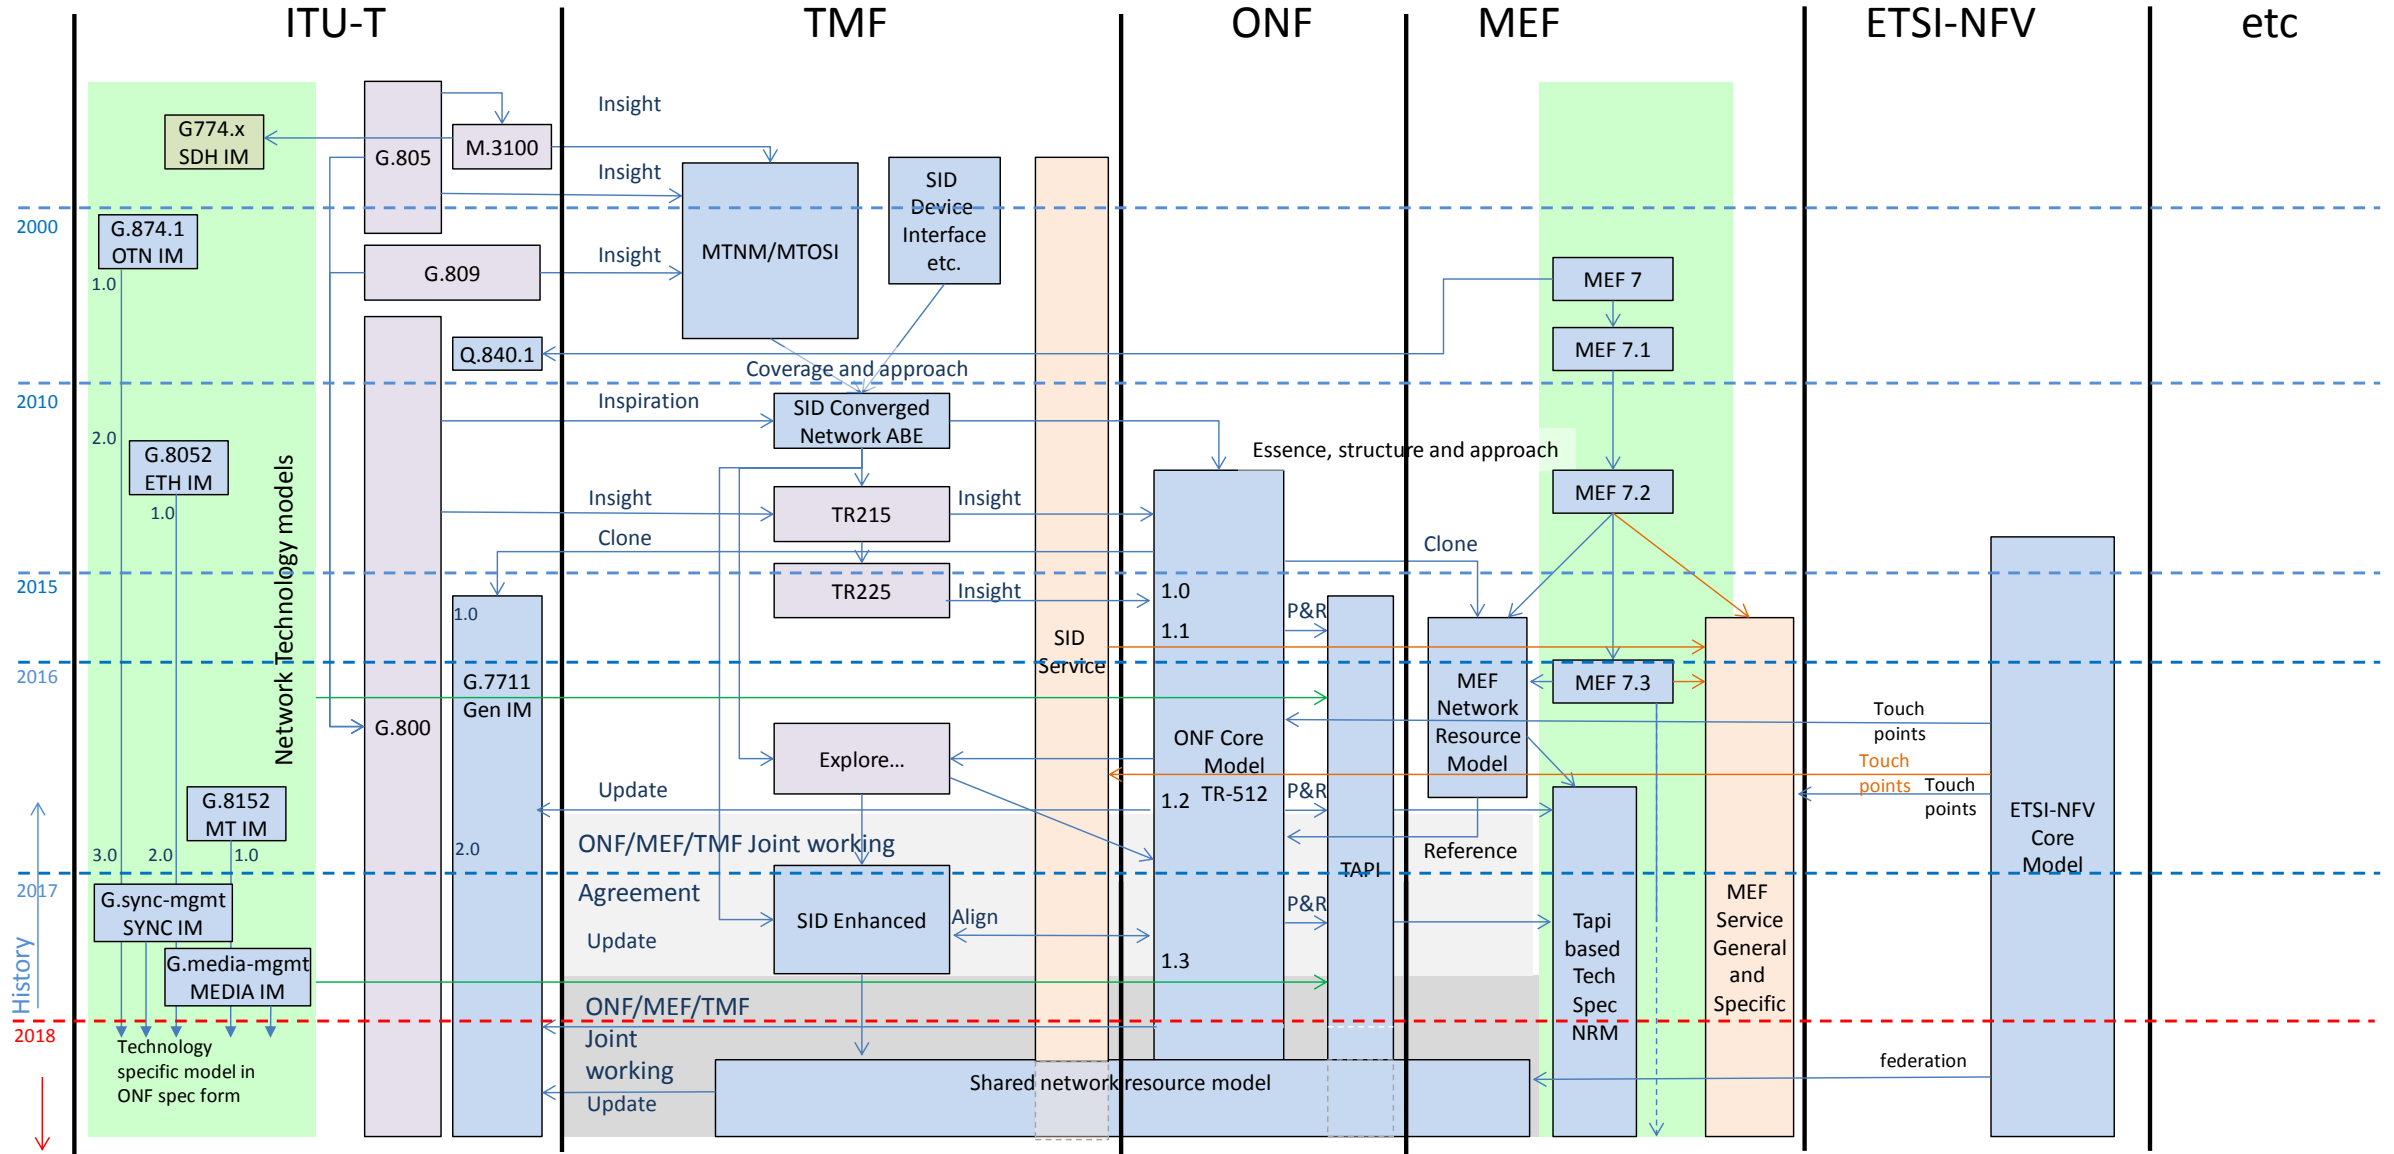 ITU-T
TMF
ONF
MEF
ETSI-NFV
etc
G774.x
SDH IM
G.805
M.3100
Insight
Insight
2000
G.874.1
OTN IM
1.0
G.809
Insight
MTNM/MTOSI
SID
Device
Interface
etc.
MEF 7
Q.840.1
MEF 7.1
Coverage and approach
2010
2.0
Inspiration
SID Converged
Network ABE
Essence, structure and approach
G.8052
ETH IM
1.0
Network Technology models
Insight
TR215
Insight
MEF 7.2
Clone
Clone
2015
TR225
Insight
1.0
1.0
P&R
1.1
SID
Service
2016
G.7711
Gen IM
G.800
MEF
Network
Resource
Model
MEF 7.3
Touch
points
Explore...
ONF Core
Model
TR-512
Touch
points
Touch
points
Update
1.2
P&R
G.8152
MT IM
ETSI-NFV
Core
Model
ONF/MEF/TMF Joint working
3.0
2.0
1.0
2.0
Reference
TAPI
2017
Agreement
G.sync-mgmt
SYNC IM
SID Enhanced
Align
P&R
Update
1.3
Tapi
based
Tech
Spec
NRM
MEF
Service
General
and
Specific
History
G.media-mgmt
MEDIA IM
ONF/MEF/TMF
Joint
working
2018
Technology
specific model in
ONF spec form
Shared network resource model
federation
Update